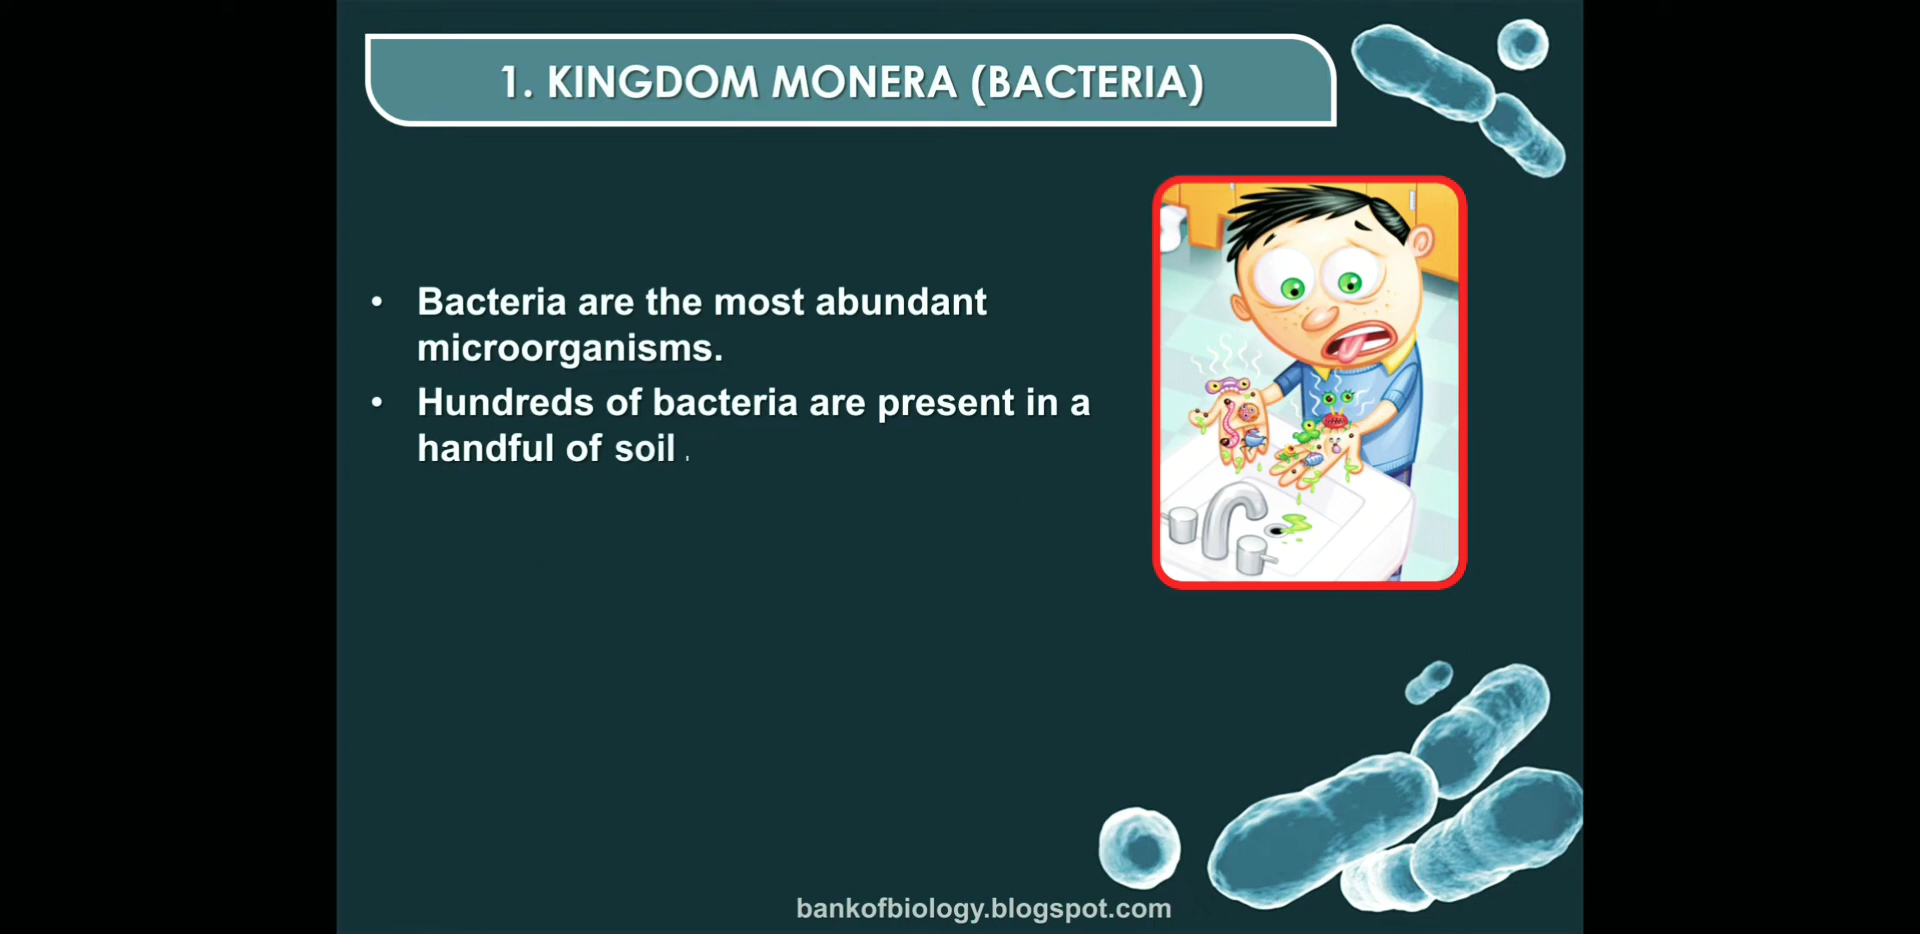 1. KINGDOM MONERA (BACTERIA)
• Bacteria are the most abundant
microorganisms.
• Hundreds of bacteria are present in a
handful of soil .
bankofbiology.blogspot.com